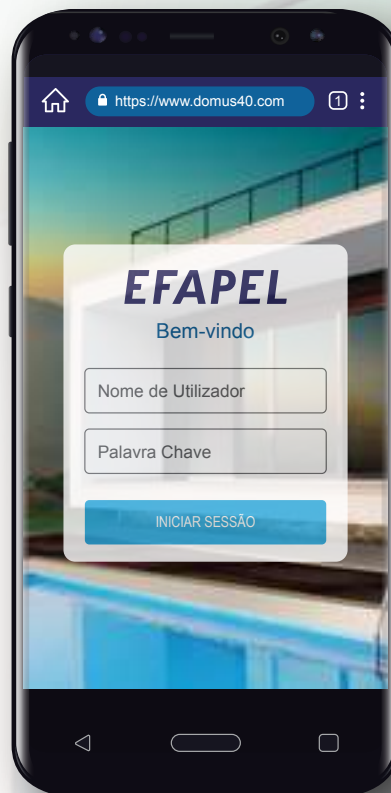 https://www.domus40.com
1
EFAPEL
Bem-vindo
Nome de Utilizador
Palavra Chave
INICIAR SESSÃO